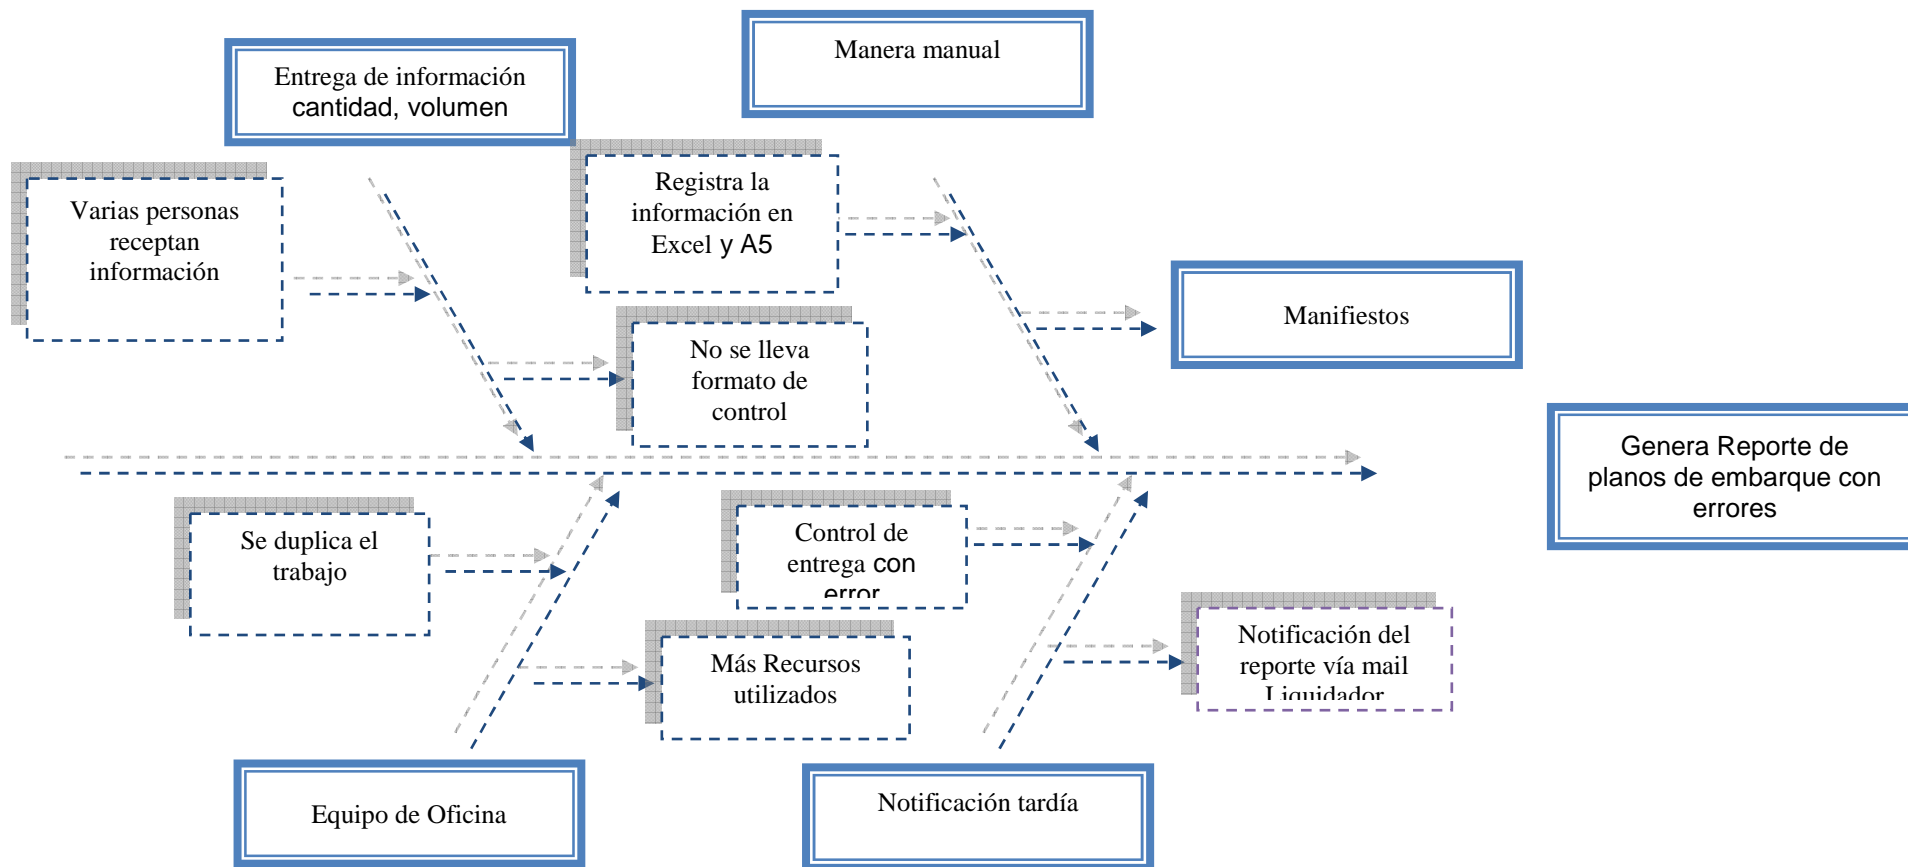 Manera manual
Entrega de información
cantidad, volumen
Varias personas
receptan
información
Registra la
información en
Excel y A5
Manifiestos
No se lleva
formato de
control
Genera Reporte de
planos de embarque con
errores
Se duplica el
trabajo
Control de
entrega con
error
Más Recursos
utilizados
Notificación del
reporte vía mail
Liquidador
Equipo de Oficina
Notificación tardía